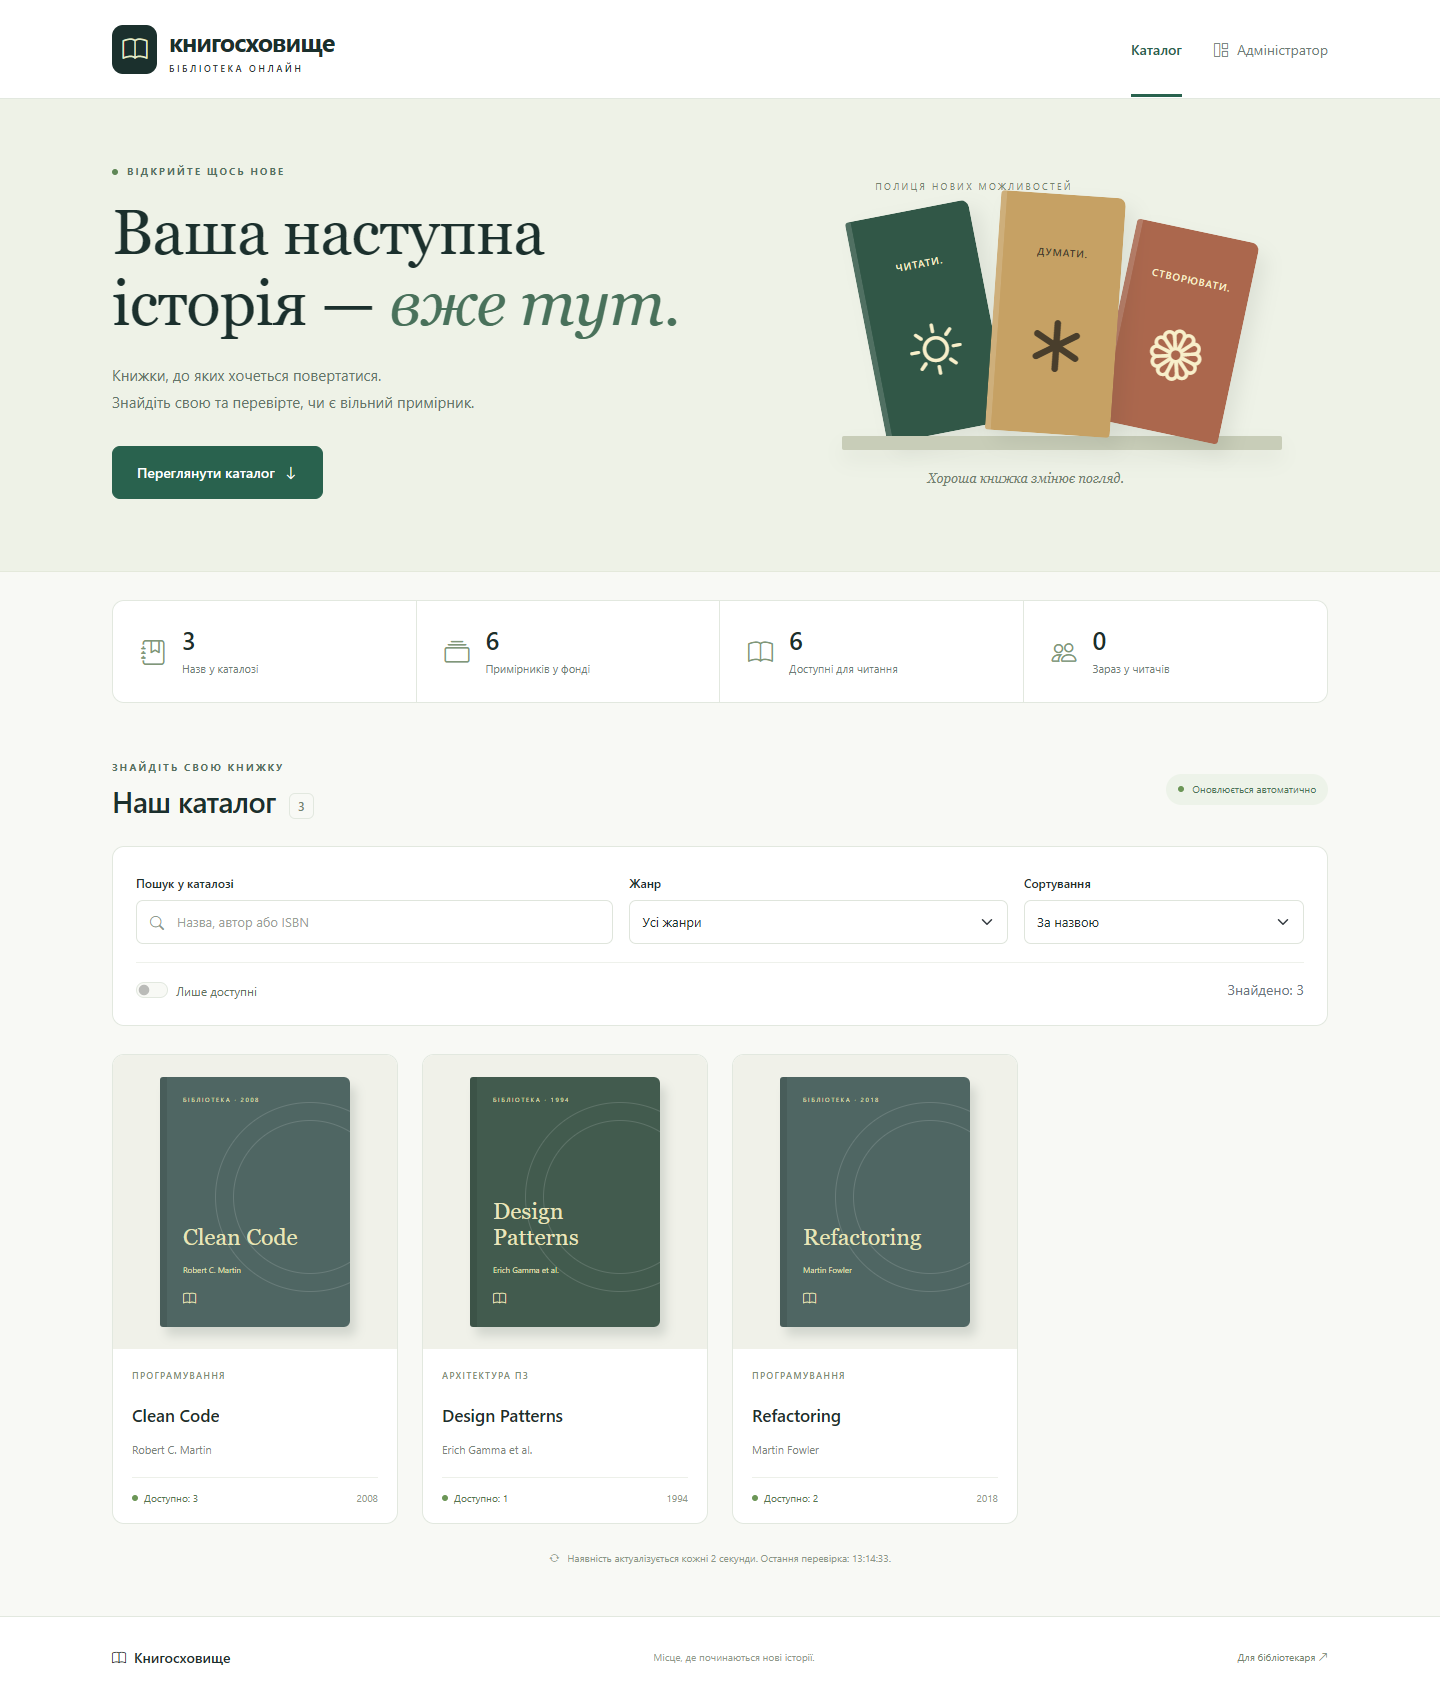 книгосховище
БІБЛІОТЕКА ОНЛАЙН
Каталог
Адміністратор
ВІДКРИЙТЕ ЩОСЬ НОВЕ
Ваша наступна
історія — вже тут.
Книжки, до яких хочеться повертатися.
Знайдіть свою та перевірте, чи є вільний примірник.
Переглянути каталог ↓
ПОЛИЦЯ НОВИХ МОЖЛИВОСТЕЙ
ЧИТАТИ.
ДУМАТИ.
СТВОРЮВАТИ.
Хороша книжка змінює погляд.
3
Назв у каталозі
6
Примірників у фонді
6
Доступні для читання
0
Зараз у читачів
ЗНАЙДІТЬ СВОЮ КНИЖКУ
Наш каталог 3
Оновлюється автоматично
Пошук у каталозі
Назва, автор або ISBN
Жанр
Усі жанри
Сортування
За назвою
Лише доступні
Знайдено: 3
БІБЛІОТЕКА · 2008
Clean Code
Robert C. Martin
ПРОГРАМУВАННЯ
Clean Code
Robert C. Martin
Доступно: 3
2008
БІБЛІОТЕКА · 1994
Design
Patterns
Erich Gamma et al.
АРХІТЕКТУРА ПЗ
Design Patterns
Erich Gamma et al.
Доступно: 1
1994
БІБЛІОТЕКА · 2018
Refactoring
Martin Fowler
ПРОГРАМУВАННЯ
Refactoring
Martin Fowler
Доступно: 2
2018
Наявність актуалізується кожні 2 секунди. Остання перевірка: 13:14:33.
Книгосховище
Місце, де починаються нові історії.
Для бібліотекаря ↗